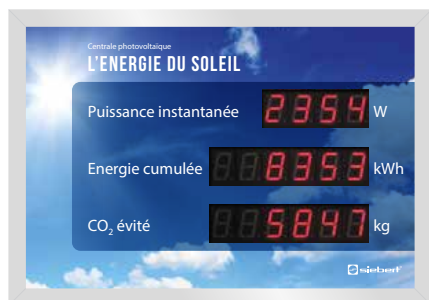 Centrale photovoltaïque
L'ENERGIE DU SOLEIL
Puissance instantanée 2354 W
Energie cumulée 8353 kWh
CO₂ évité 5847 kg
siebert